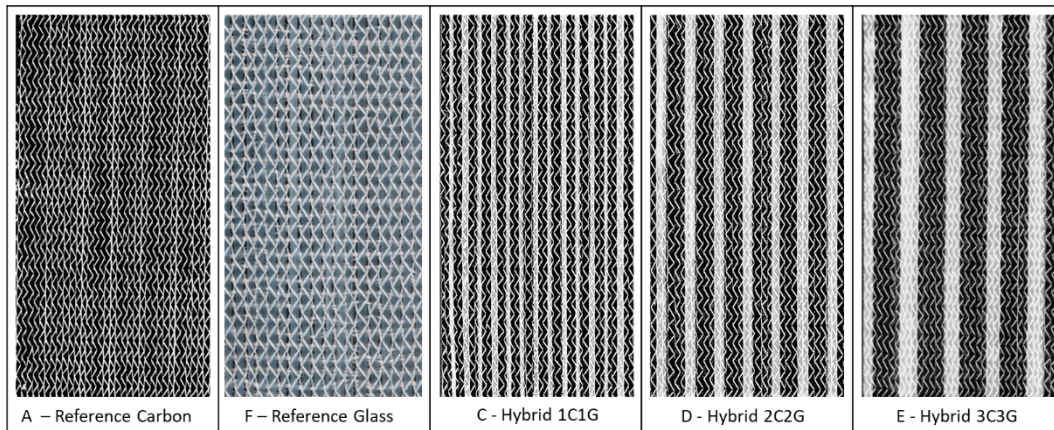 A – Reference Carbon
F – Reference Glass
C - Hybrid 1C1G
D - Hybrid 2C2G
E - Hybrid 3C3G